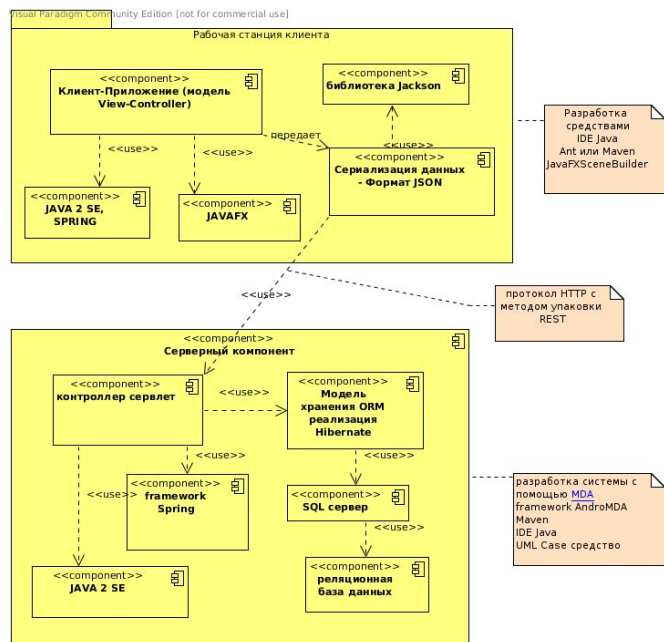 Visual Paradigm Community Edition [not for commercial use]
Рабочая станция клиента
<<component>>
Клиент-Приложение (модель
View-Controller)
<<component>>
библиотека Jackson
передает
<<use>>
<<use>>
<<use>>
<<component>>
Сериализация данных
- Формат JSON
<<component>>
JAVA 2 SE,
SPRING
<<component>>
JAVAFX
Разработка
средствами
IDE Java
Ant или Maven
JavaFXSceneBuilder
<<use>>
протокол HTTP с
методом упаковки
REST
<<component>>
Серверный компонент
<<component>>
контроллер сервлет
<<use>>
<<component>>
Модель
хранения ORM
реализация
Hibernate
<<use>>
<<use>>
<<use>>
<<component>>
framework
Spring
<<component>>
SQL сервер
<<use>>
<<component>>
JAVA 2 SE
<<component>>
реляционная
база данных
разработка системы с
помощью MDA
framework AndroMDA
Maven
IDE Java
UML Case средство